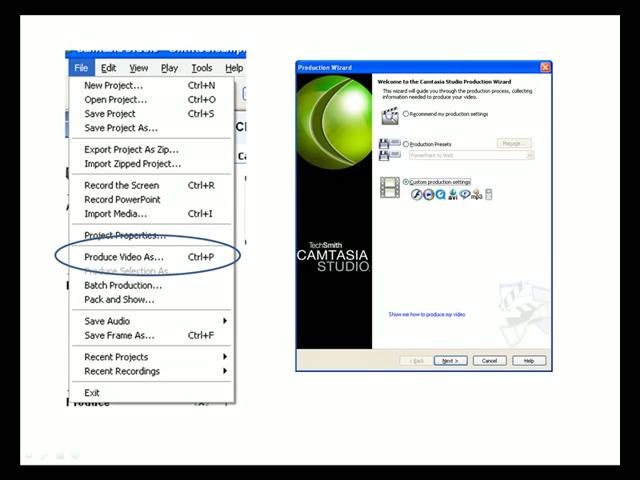 File Edit View Play Tools Help
New Project... Ctrl+N
Open Project... Ctrl+O
Save Project Ctrl+S
Save Project As...
Export Project As Zip...
Import Zipped Project...
Record the Screen Ctrl+R
Record PowerPoint
Import Media... Ctrl+I
Project Properties...
Produce Video As... Ctrl+P
Produce Selection As...
Batch Production...
Pack and Show...
Save Audio
Save Frame As... Ctrl+F
Recent Projects
Recent Recordings
Exit
Production Wizard
Welcome to the Camtasia Studio Production Wizard
This wizard will guide you through the production process, collecting
information needed to produce your video.
Recommend my production settings
Production Presets
Manage...
PowerPoint to Web
Custom production settings
avi
mp3
TechSmith
CAMTASIA
STUDIO
Show me how to produce my video
< Back Next > Cancel Help